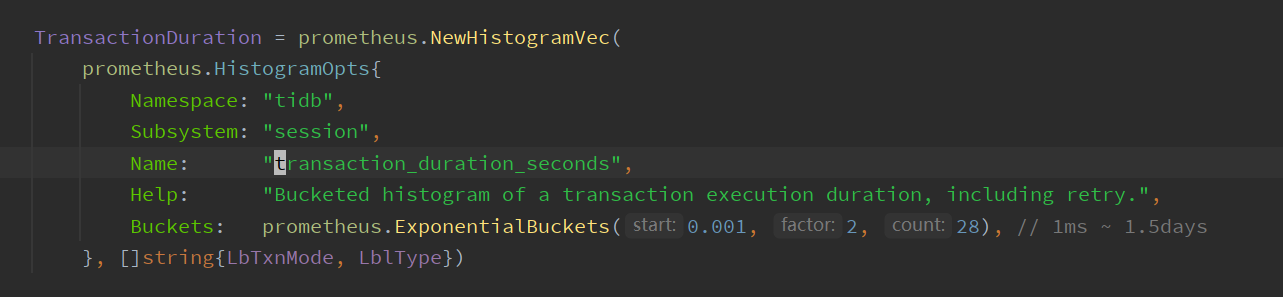 TransactionDuration = prometheus.NewHistogramVec(
prometheus.HistogramOpts{
Namespace: "tidb",
Subsystem: "session",
Name: "transaction_duration_seconds",
Help: "Bucketed histogram of a transaction execution duration, including retry.",
Buckets: prometheus.ExponentialBuckets( start: 0.001, factor: 2, count: 28), // 1ms ~ 1.5days
}, []string{LbTxnMode, LblType})